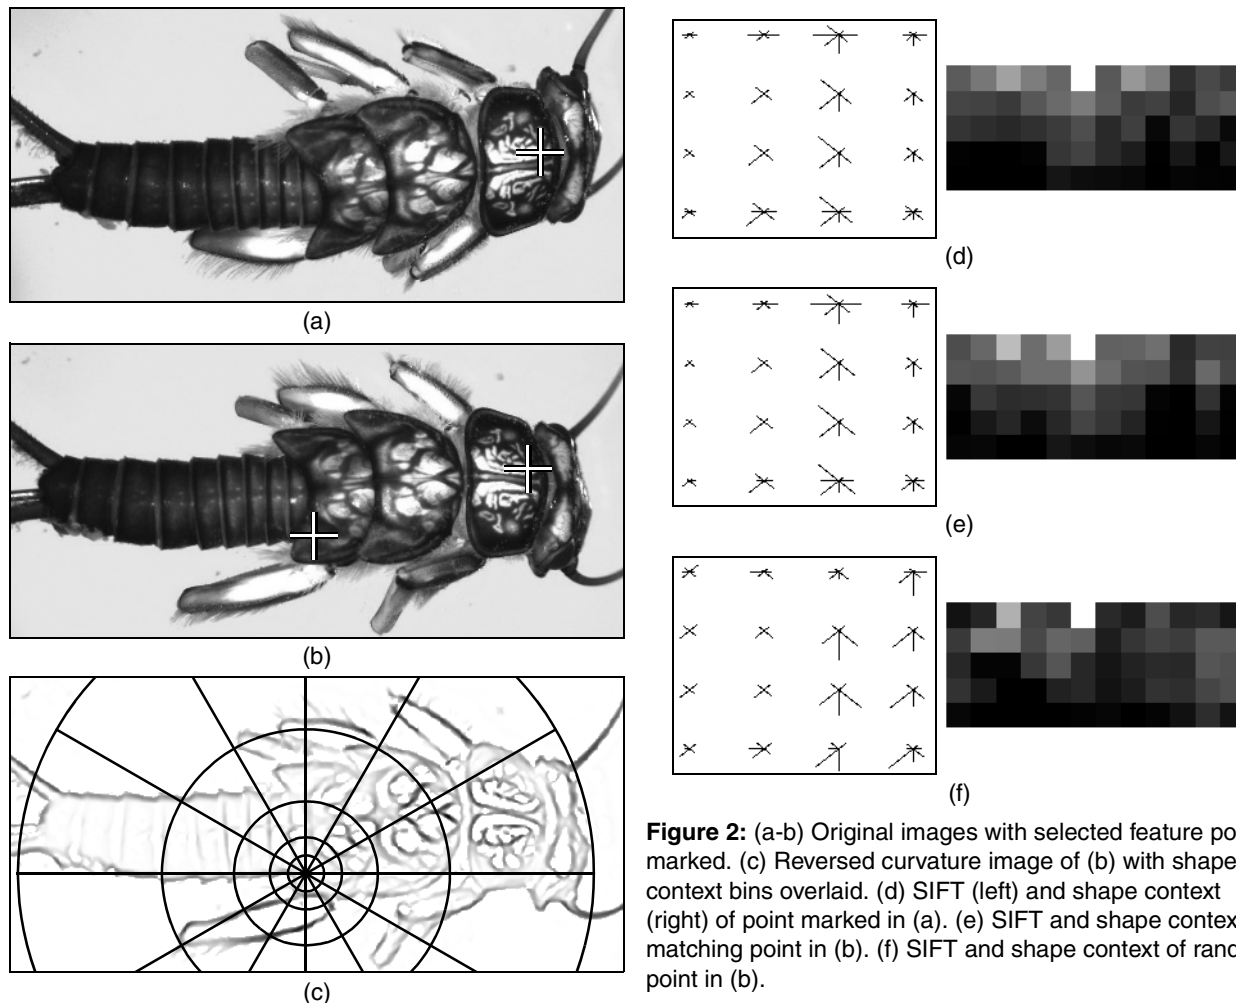 (a)
(b)
(c)
(d)
(e)
(f)
Figure 2: (a-b) Original images with selected feature po
marked. (c) Reversed curvature image of (b) with shape
context bins overlaid. (d) SIFT (left) and shape context
(right) of point marked in (a). (e) SIFT and shape contex
matching point in (b). (f) SIFT and shape context of rand
point in (b).